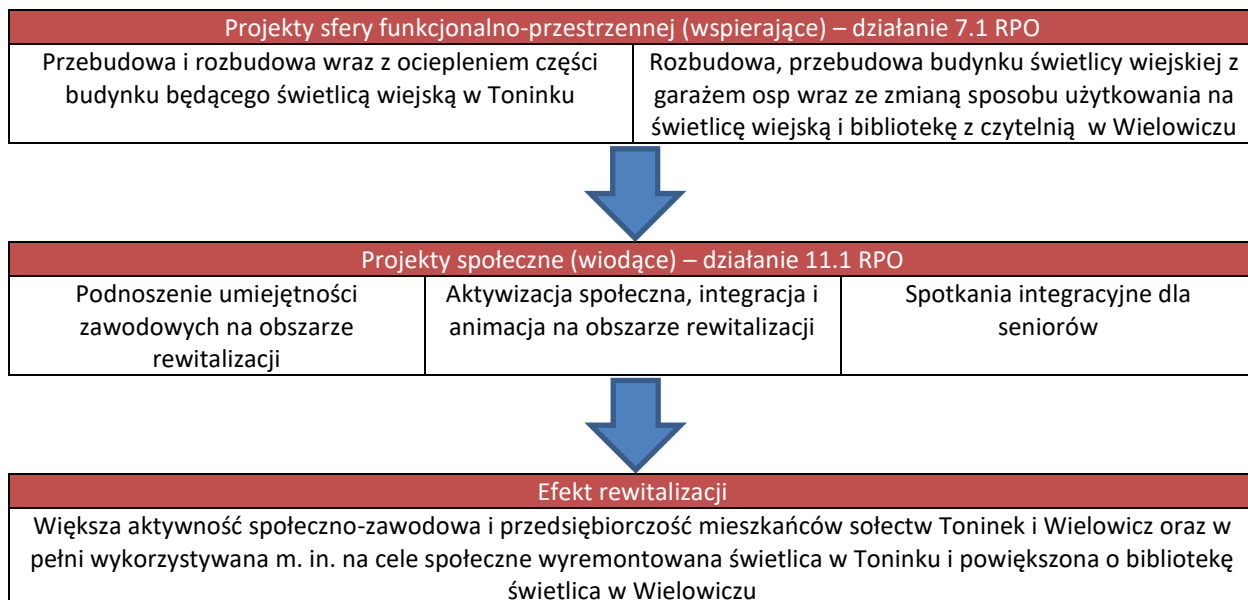 Projekty sfery funkcjonalno-przestrzennej (wspierające) – działanie 7.1 RPO
Przebudowa i rozbudowa wraz z ociepleniem części
budynku będącego świetlicą wiejską w Toninku
Rozbudowa, przebudowa budynku świetlicy wiejskiej z
garażem osp wraz ze zmianą sposobu użytkowania na
świetlicę wiejską i bibliotekę z czytelnią w Wielowiczu
Projekty społeczne (wiodące) – działanie 11.1 RPO
Podnoszenie umiejętności
zawodowych na obszarze
rewitalizacji
Aktywizacja społeczna, integracja i
animacja na obszarze rewitalizacji
Spotkania integracyjne dla
seniorów
Efekt rewitalizacji
Większa aktywność społeczno-zawodowa i przedsiębiorczość mieszkańców sołectw Toninek i Wielowicz oraz w
pełni wykorzystywana m. in. na cele społeczne wyremontowana świetlica w Toninku i powiększona o bibliotekę
świetlica w Wielowiczu